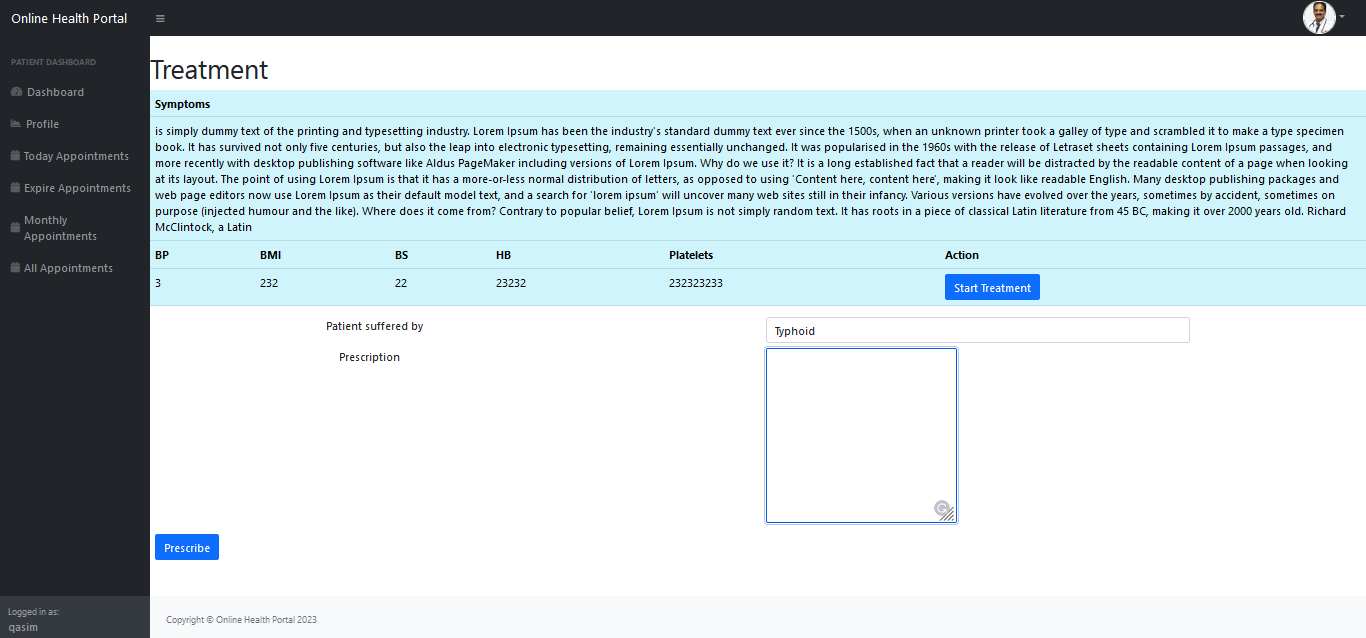 Online Health Portal
PATIENT DASHBOARD
Dashboard
Profile
Today Appointments
Expire Appointments
Monthly
Appointments
All Appointments
Logged in as:
qasim
Treatment
Symptoms
is simply dummy text of the printing and typesetting industry. Lorem Ipsum has been the industry's standard dummy text ever since the 1500s, when an unknown printer took a galley of type and scrambled it to make a type specimen
book. It has survived not only five centuries, but also the leap into electronic typesetting, remaining essentially unchanged. It was popularised in the 1960s with the release of Letraset sheets containing Lorem Ipsum passages, and
more recently with desktop publishing software like Aldus PageMaker including versions of Lorem Ipsum. Why do we use it? It is a long established fact that a reader will be distracted by the readable content of a page when looking
at its layout. The point of using Lorem Ipsum is that it has a more-or-less normal distribution of letters, as opposed to using 'Content here, content here', making it look like readable English. Many desktop publishing packages and
web page editors now use Lorem Ipsum as their default model text, and a search for 'lorem ipsum' will uncover many web sites still in their infancy. Various versions have evolved over the years, sometimes by accident, sometimes on
purpose (injected humour and the like). Where does it come from? Contrary to popular belief, Lorem Ipsum is not simply random text. It has roots in a piece of classical Latin literature from 45 BC, making it over 2000 years old. Richard
McClintock, a Latin
BP BMI BS HB Platelets Action
3 232 22 23232 232323233 Start Treatment
Patient suffered by Typhoid
Prescription
Prescribe
Copyright © Online Health Portal 2023